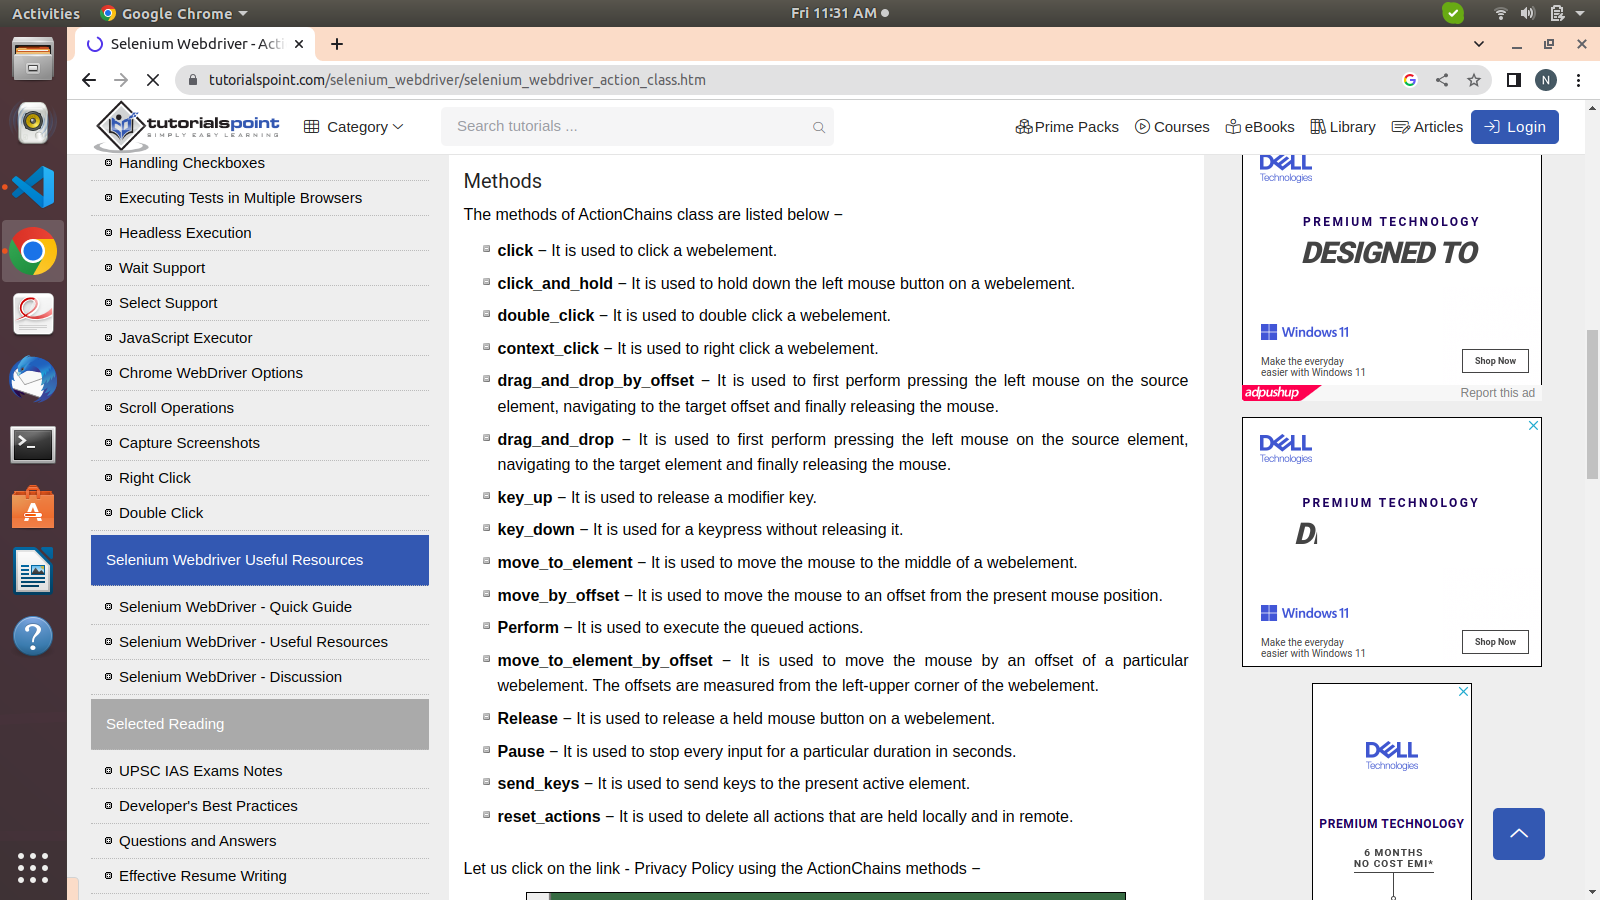 Activities
Google Chrome
Fri 11:31 AM
Selenium Webdriver - Acti
tutorialspoint.com/selenium_webdriver/selenium_webdriver_action_class.htm
N
tutorialspoint
SIMPLY EASY LEARNING
Category
Search tutorials ...
Prime Packs
Courses
eBooks
Library
Articles
Login
Handling Checkboxes
Executing Tests in Multiple Browsers
Headless Execution
Wait Support
Select Support
JavaScript Executor
Chrome WebDriver Options
Scroll Operations
Capture Screenshots
Right Click
Double Click
Selenium Webdriver Useful Resources
Selenium WebDriver - Quick Guide
Selenium WebDriver - Useful Resources
Selenium WebDriver - Discussion
Selected Reading
UPSC IAS Exams Notes
Developer's Best Practices
Questions and Answers
Effective Resume Writing
Methods
The methods of ActionChains class are listed below −
click − It is used to click a webelement.
click_and_hold − It is used to hold down the left mouse button on a webelement.
double_click − It is used to double click a webelement.
context_click − It is used to right click a webelement.
drag_and_drop_by_offset − It is used to first perform pressing the left mouse on the source
element, navigating to the target offset and finally releasing the mouse.
drag_and_drop − It is used to first perform pressing the left mouse on the source element,
navigating to the target element and finally releasing the mouse.
key_up − It is used to release a modifier key.
key_down − It is used for a keypress without releasing it.
move_to_element − It is used to move the mouse to the middle of a webelement.
move_by_offset − It is used to move the mouse to an offset from the present mouse position.
Perform − It is used to execute the queued actions.
move_to_element_by_offset − It is used to move the mouse by an offset of a particular
webelement. The offsets are measured from the left-upper corner of the webelement.
Release − It is used to release a held mouse button on a webelement.
Pause − It is used to stop every input for a particular duration in seconds.
send_keys − It is used to send keys to the present active element.
reset_actions − It is used to delete all actions that are held locally and in remote.
Let us click on the link - Privacy Policy using the ActionChains methods −
DELL
Technologies
PREMIUM TECHNOLOGY
DESIGNED TO
Windows 11
Make the everyday
easier with Windows 11
Shop Now
adpushup
Report this ad
DELL
Technologies
PREMIUM TECHNOLOGY
D
Windows 11
Make the everyday
easier with Windows 11
Shop Now
DELL
Technologies
PREMIUM TECHNOLOGY
6 MONTHS
NO COST EMI*